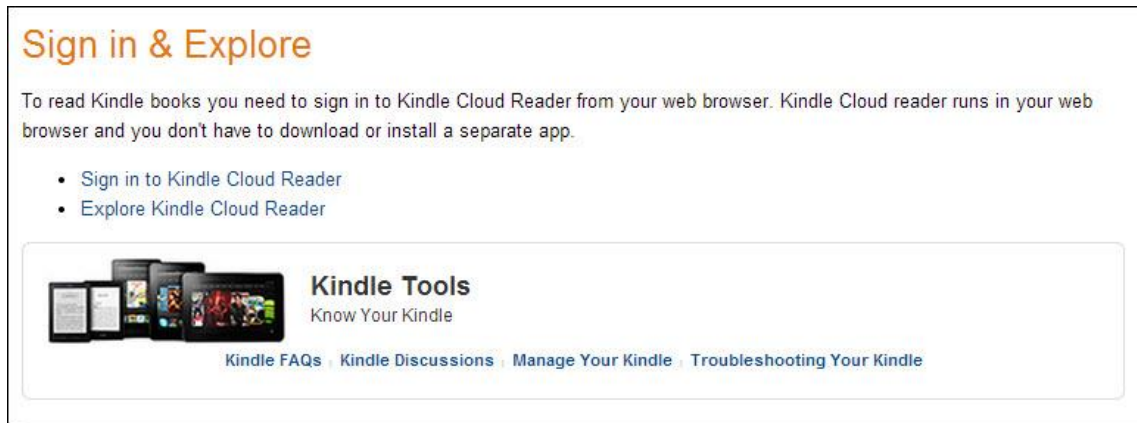 Sign in & Explore
To read Kindle books you need to sign in to Kindle Cloud Reader from your web browser. Kindle Cloud reader runs in your web
browser and you don't have to download or install a separate app.
• Sign in to Kindle Cloud Reader
• Explore Kindle Cloud Reader
Kindle Tools
Know Your Kindle
Kindle FAQs | Kindle Discussions | Manage Your Kindle | Troubleshooting Your Kindle